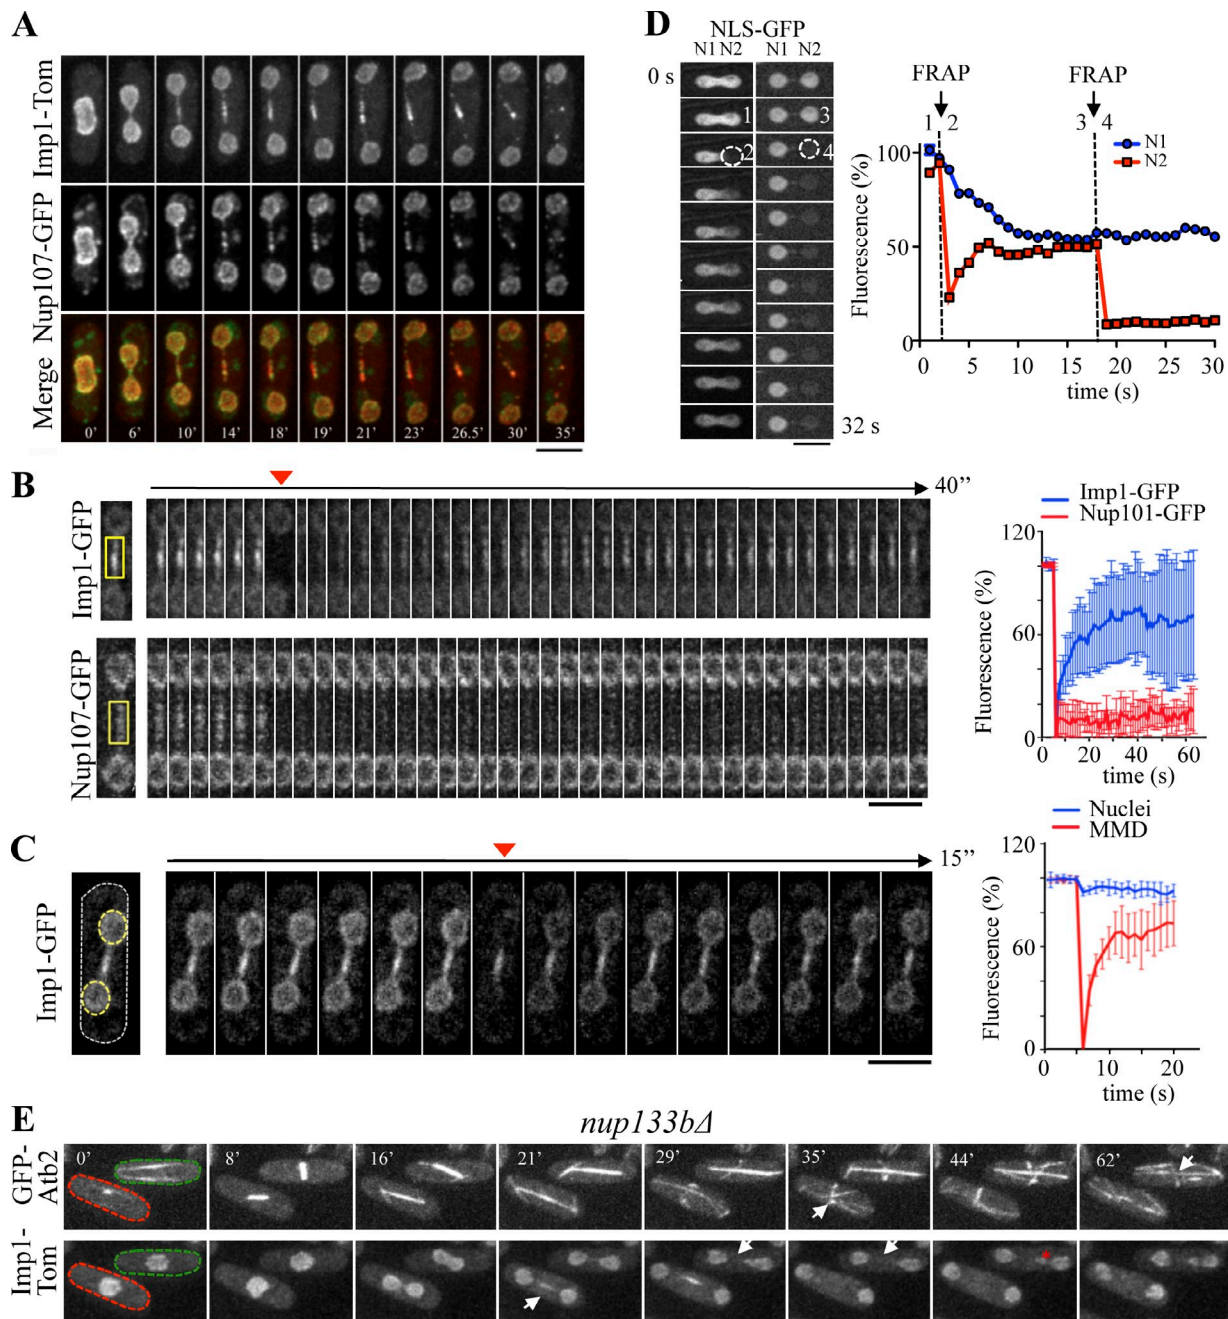 A
Imp1-Tom
Nup107-GFP
Merge
0’ 6’ 10’ 14’ 18’ 19’ 21’ 23’ 26.5’ 30’ 35’
D
NLS-GFP
N1 N2 N1 N2
0 s
1 3
2 4
32 s
FRAP FRAP
1 2 3 4
N1
N2
Fluorescence (%)
100
50
0
0 5 10 15 20 25 30
time (s)
B
40”
Imp1-GFP
Nup107-GFP
Imp1-GFP
Nup101-GFP
Fluorescence (%)
120
60
0
0 20 40 60
time (s)
C
15”
Imp1-GFP
Nuclei
MMD
Fluorescence (%)
120
60
0
0 10 20
time (s)
E
nup133bΔ
GFP-
Atb2
0’ 8’ 16’ 21’ 29’ 35’ 44’ 62’
Imp1-
Tom
*